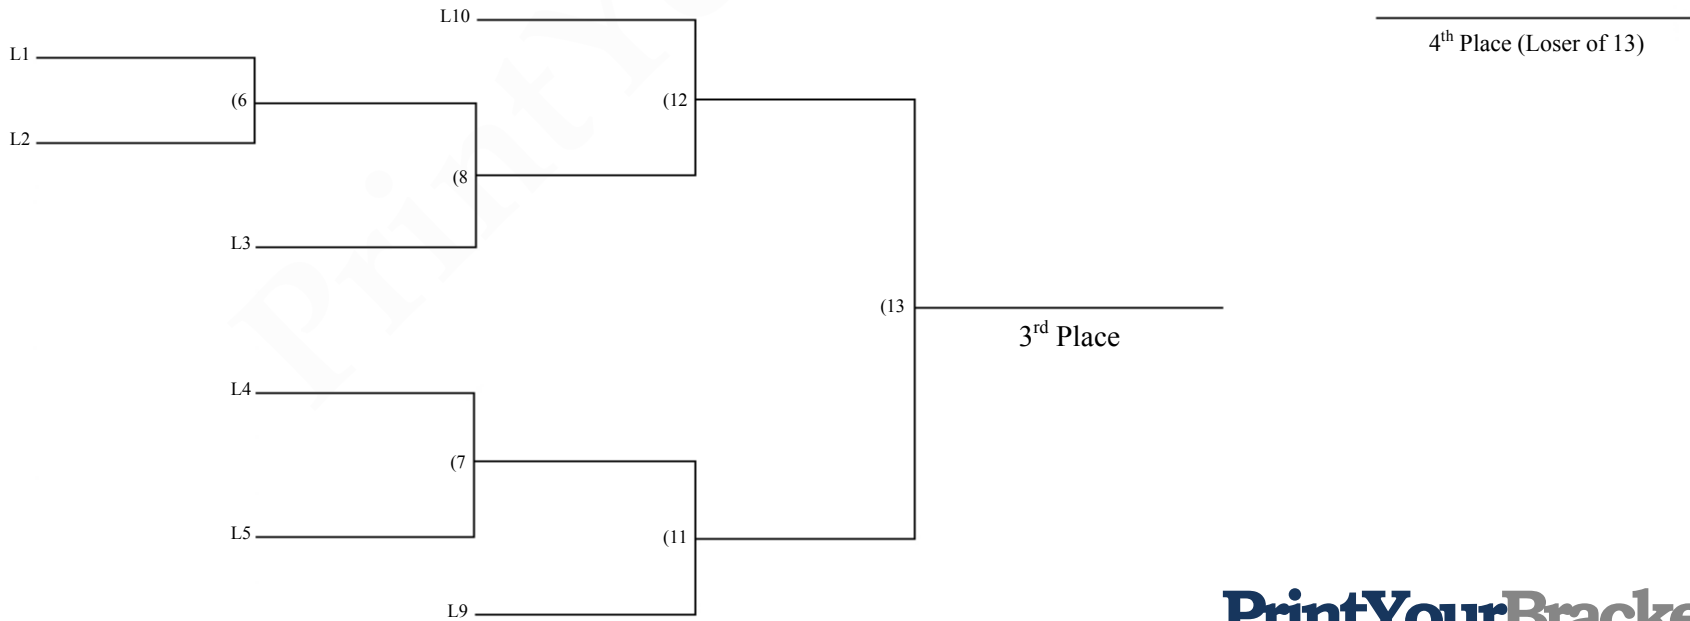 L10
4th Place (Loser of 13)
L1
(6
(12
L2
(8
L3
(13
3rd Place
L4
(7
L5
(11
L9